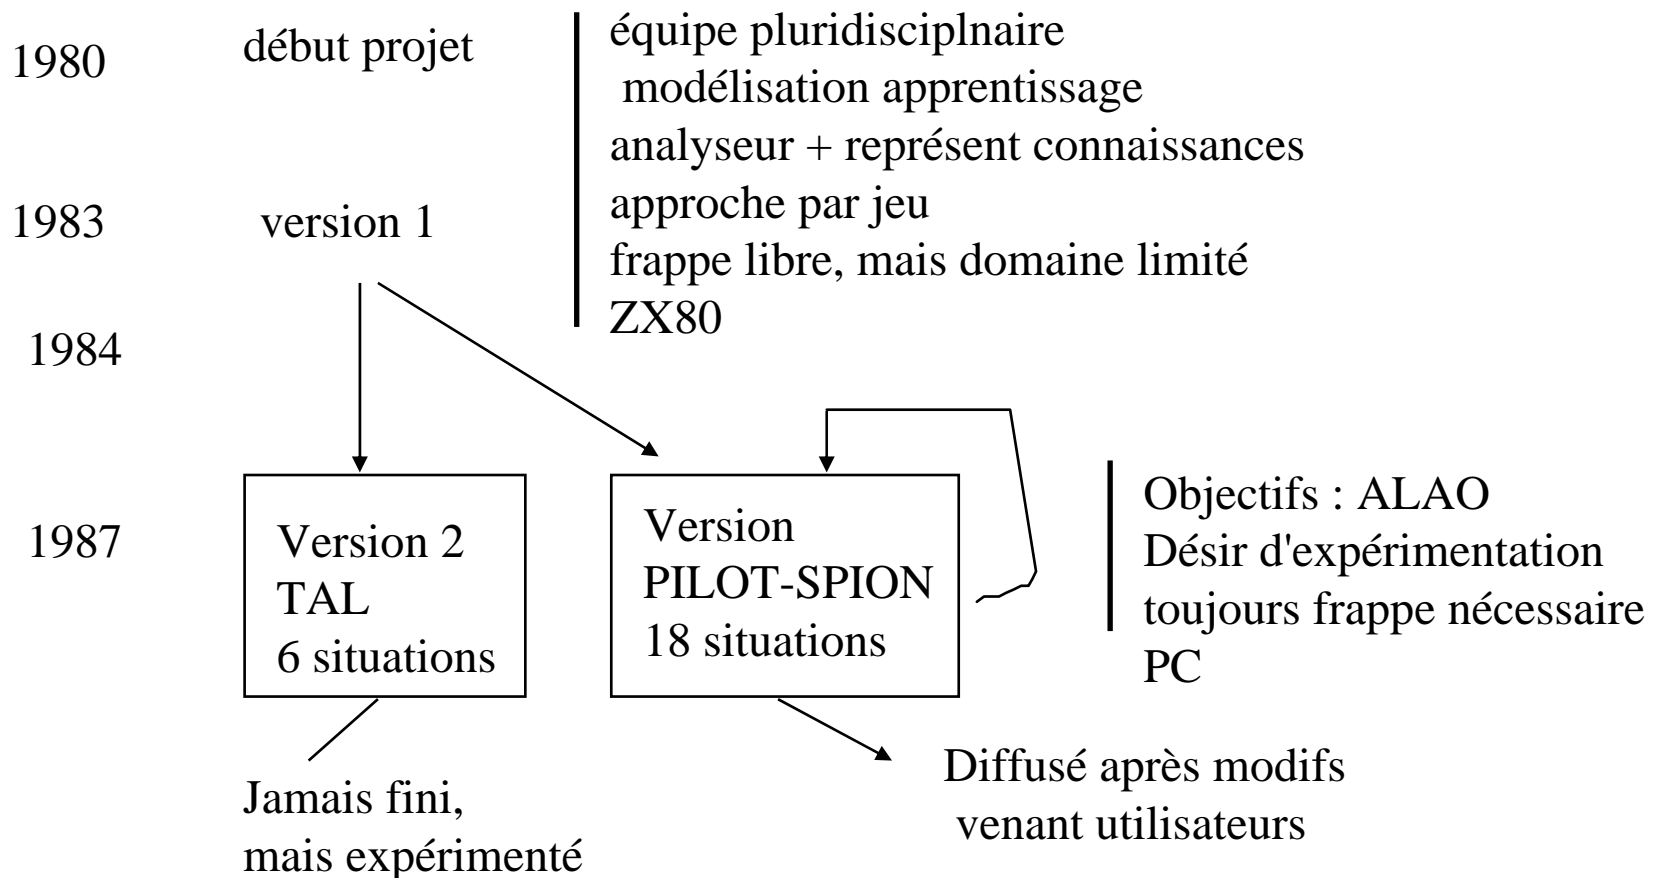 1980
début projet
équipe pluridisciplnaire
modélisation apprentissage
analyseur + représent connaissances
approche par jeu
frappe libre, mais domaine limité
ZX80
1983
version 1
1984
1987
Version 2
TAL
6 situations
Version
PILOT-SPION
18 situations
Objectifs : ALAO
Désir d'expérimentation
toujours frappe nécessaire
PC
Jamais fini,
mais expérimenté
Diffusé après modifs
venant utilisateurs